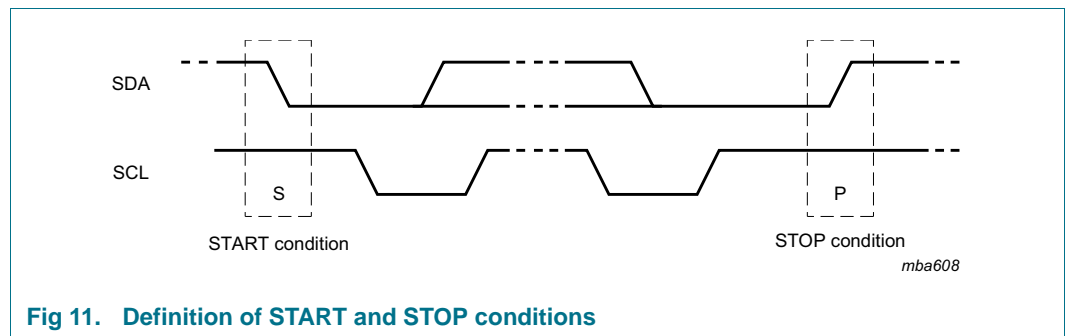 SDA
SCL
S
P
START condition
STOP condition
mba608
Fig 11. Definition of START and STOP conditions